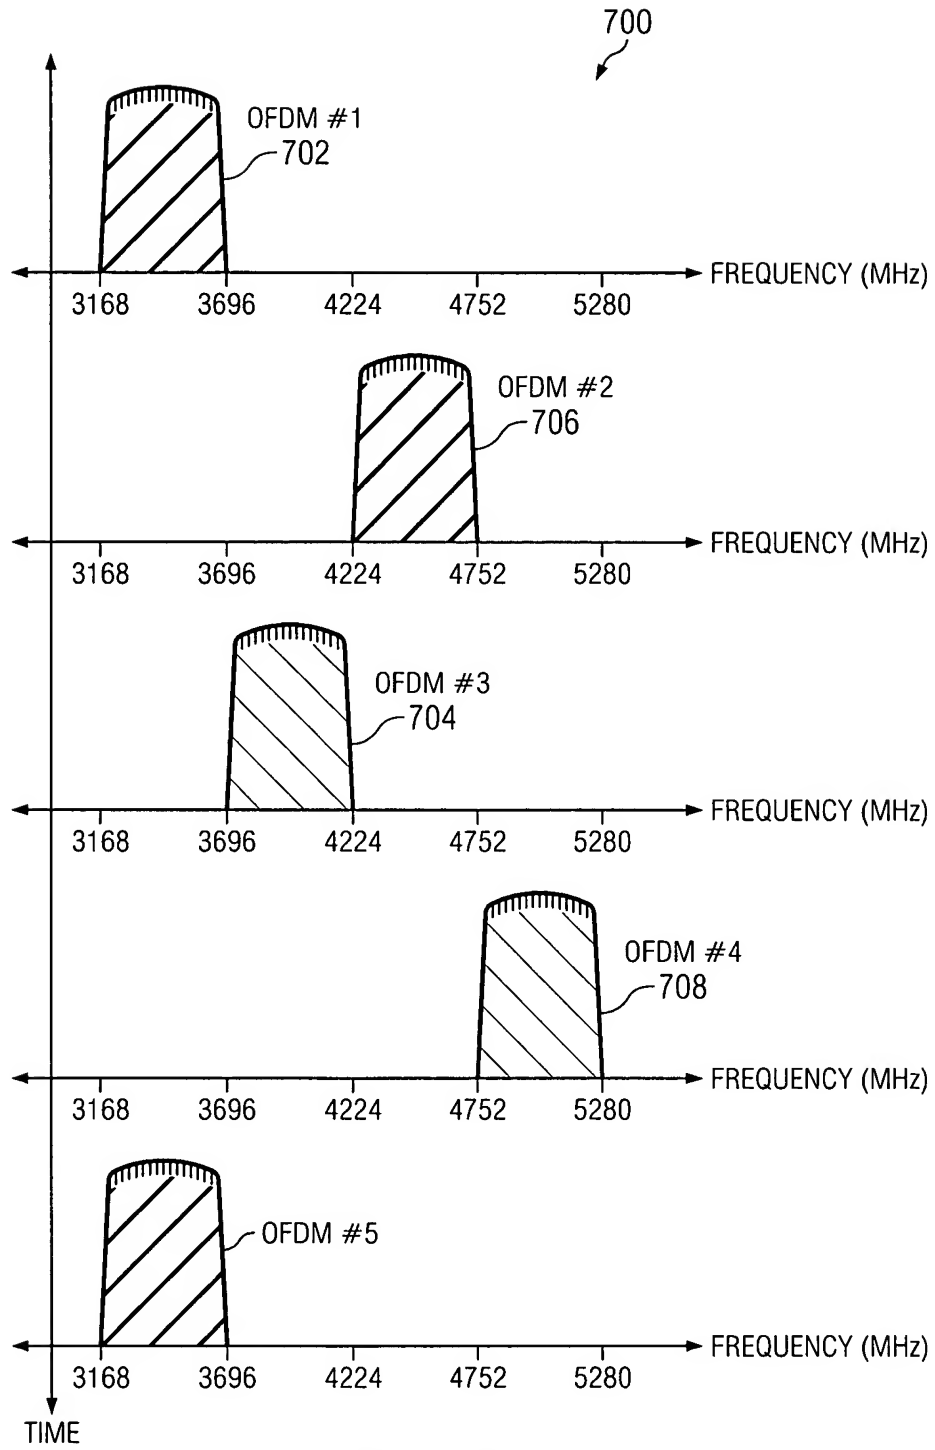 700
OFDM #1
702
FREQUENCY (MHz)
3168 3696 4224 4752 5280
OFDM #2
706
FREQUENCY (MHz)
3168 3696 4224 4752 5280
OFDM #3
704
FREQUENCY (MHz)
3168 3696 4224 4752 5280
OFDM #4
708
FREQUENCY (MHz)
3168 3696 4224 4752 5280
OFDM #5
FREQUENCY (MHz)
3168 3696 4224 4752 5280
TIME